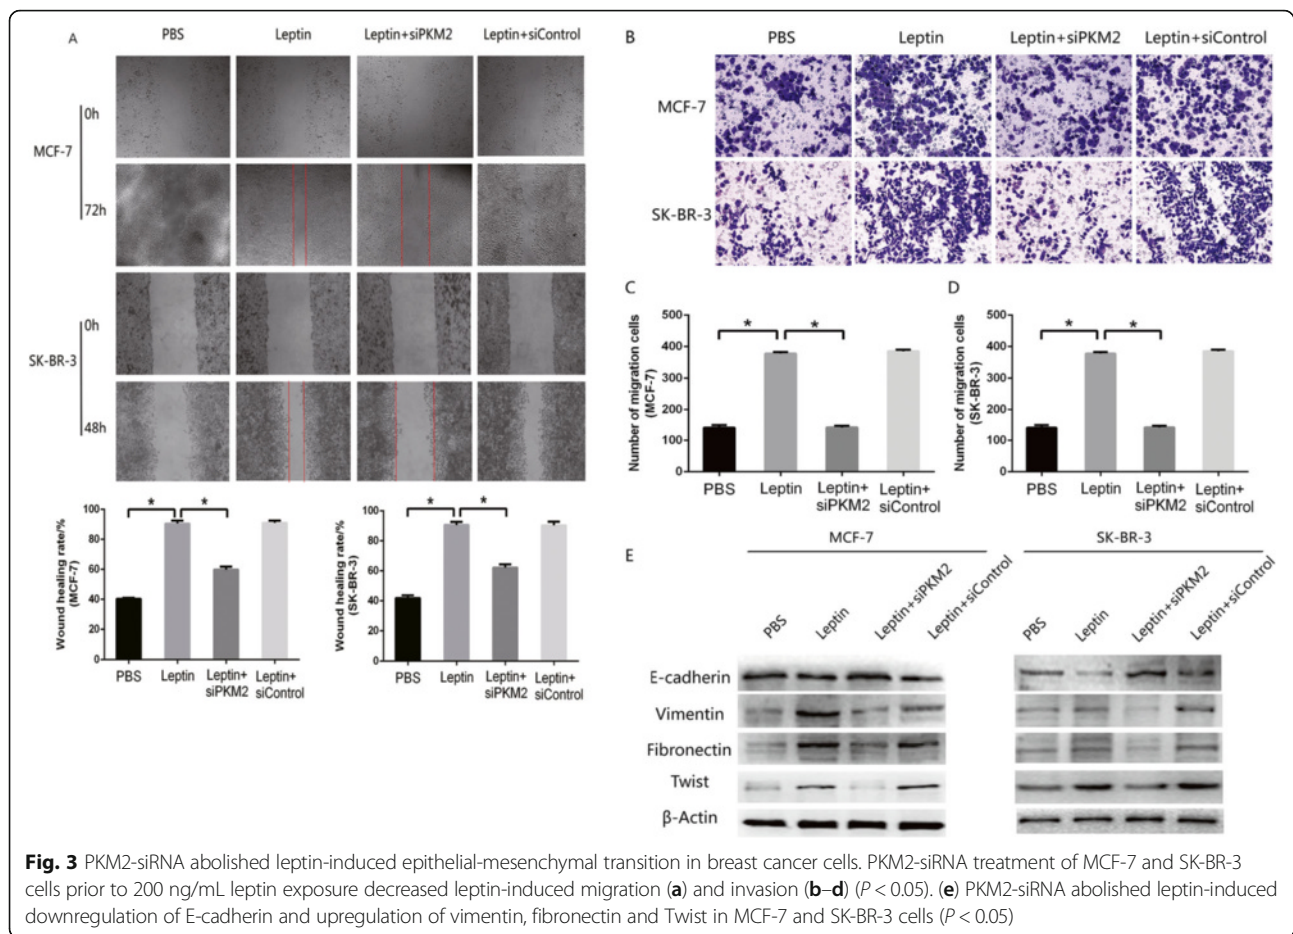 A
PBS Leptin Leptin+siPKM2 Leptin+siControl
0h
MCF-7
72h
0h
SK-BR-3
48h
Wound healing rate/%
(MCF-7)
100
80
60
40
20
0
* *
PBS Leptin Leptin+ Leptin+
siPKM2 siControl
Wound healing rate/%
(SK-BR-3)
100
80
60
40
20
0
* *
PBS Leptin Leptin+ Leptin+
siPKM2 siControl
B
PBS Leptin Leptin+siPKM2 Leptin+siControl
MCF-7
SK-BR-3
C
Number of migration cells
(MCF-7)
500
400
300
200
100
0
* *
PBS Leptin Leptin+ Leptin+
siPKM2 siControl
D
Number of migration cells
(SK-BR-3)
500
400
300
200
100
0
* *
PBS Leptin Leptin+ Leptin+
siPKM2 siControl
E
MCF-7 SK-BR-3
PBS Leptin Leptin+siPKM2 Leptin+siControl PBS Leptin Leptin+siPKM2 Leptin+siControl
E-cadherin
Vimentin
Fibronectin
Twist
β-Actin
Fig. 3 PKM2-siRNA abolished leptin-induced epithelial-mesenchymal transition in breast cancer cells. PKM2-siRNA treatment of MCF-7 and SK-BR-3
cells prior to 200 ng/mL leptin exposure decreased leptin-induced migration (a) and invasion (b–d) (P < 0.05). (e) PKM2-siRNA abolished leptin-induced
downregulation of E-cadherin and upregulation of vimentin, fibronectin and Twist in MCF-7 and SK-BR-3 cells (P < 0.05)